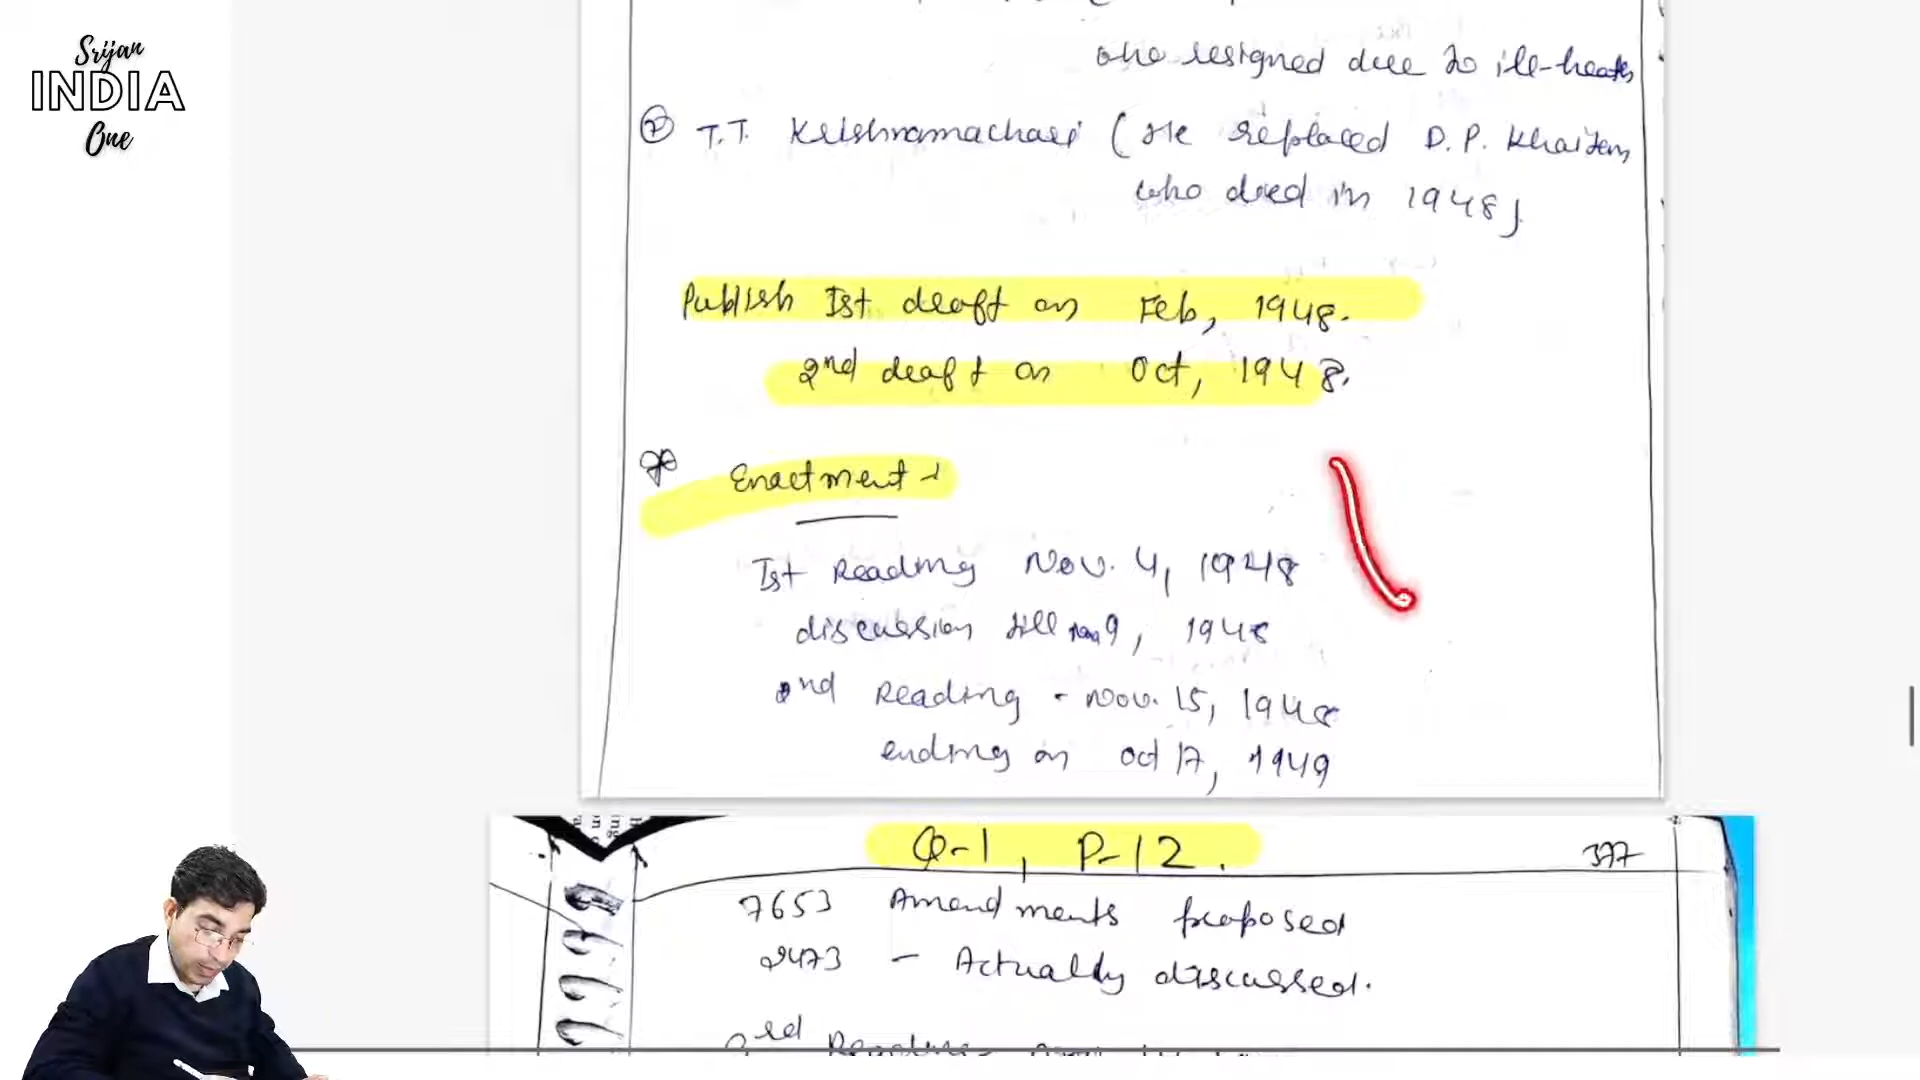 Srijan
INDIA
One
who resigned due to ill-health
⑦ T.T. Krishnamachari (He replaced D.P. Khaitan
who died in 1948)
Publish Ist draft on Feb, 1948.
2nd draft on Oct, 1948.
Enactment
Ist Reading Nov. 4, 1948
discussion till Nov 9, 1948
2nd Reading - Nov. 15, 1948
ending on Oct 17, 1949
Q-1, P-12.
377
7653 Amendments proposed
2473 - Actually discussed.
3rd Reading